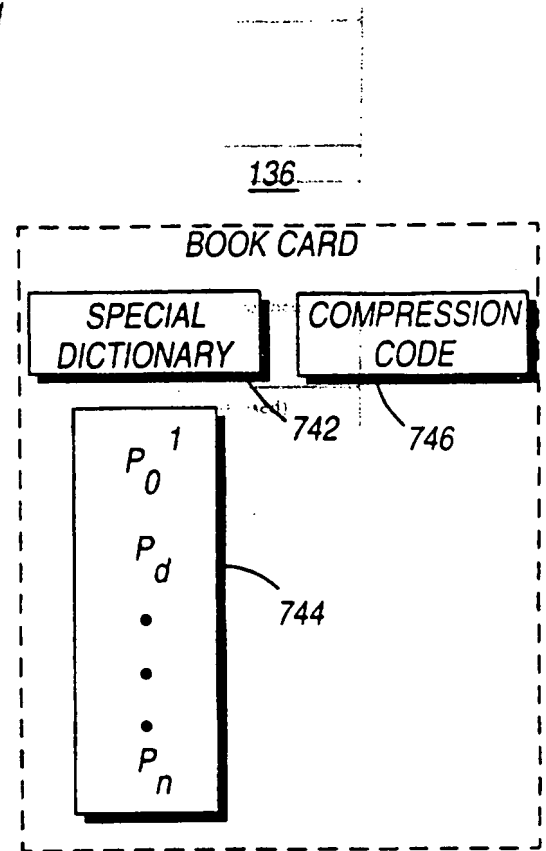 136
BOOK CARD
SPECIAL
DICTIONARY
COMPRESSION
CODE
742
746
P0 1
Pd
744
Pn